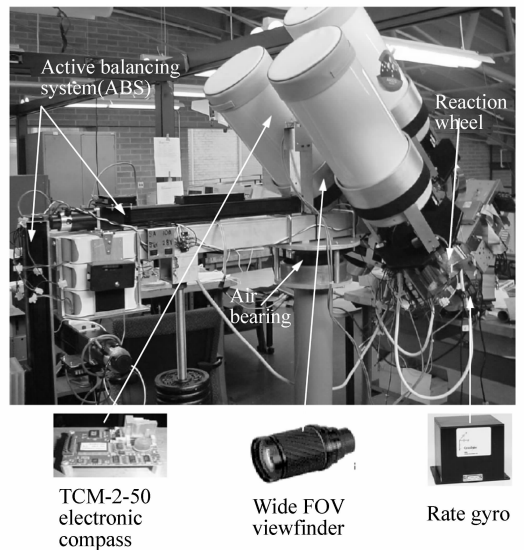 Active balancing
system(ABS)
Reaction
wheel
Air
bearing
TCM-2-50
electronic
compass
Wide FOV
viewfinder
Rate gyro